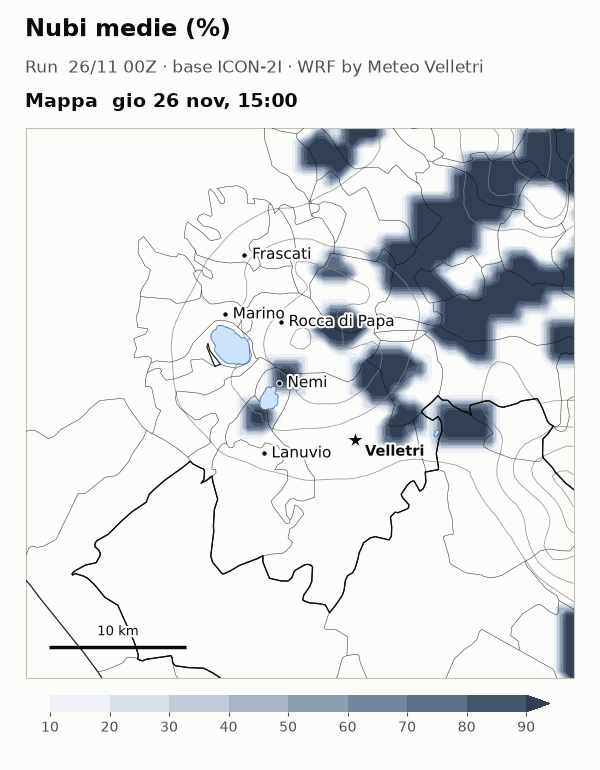 Nubi medie (%)
Run  26/11 00Z · base ICON-2I · WRF by Meteo Velletri
Mappa  gio 26 nov, 15:00
Frascati
Marino
Rocca di Papa
Nemi
Velletri
Lanuvio
10 km
10 20 30 40 50 60 70 80 90